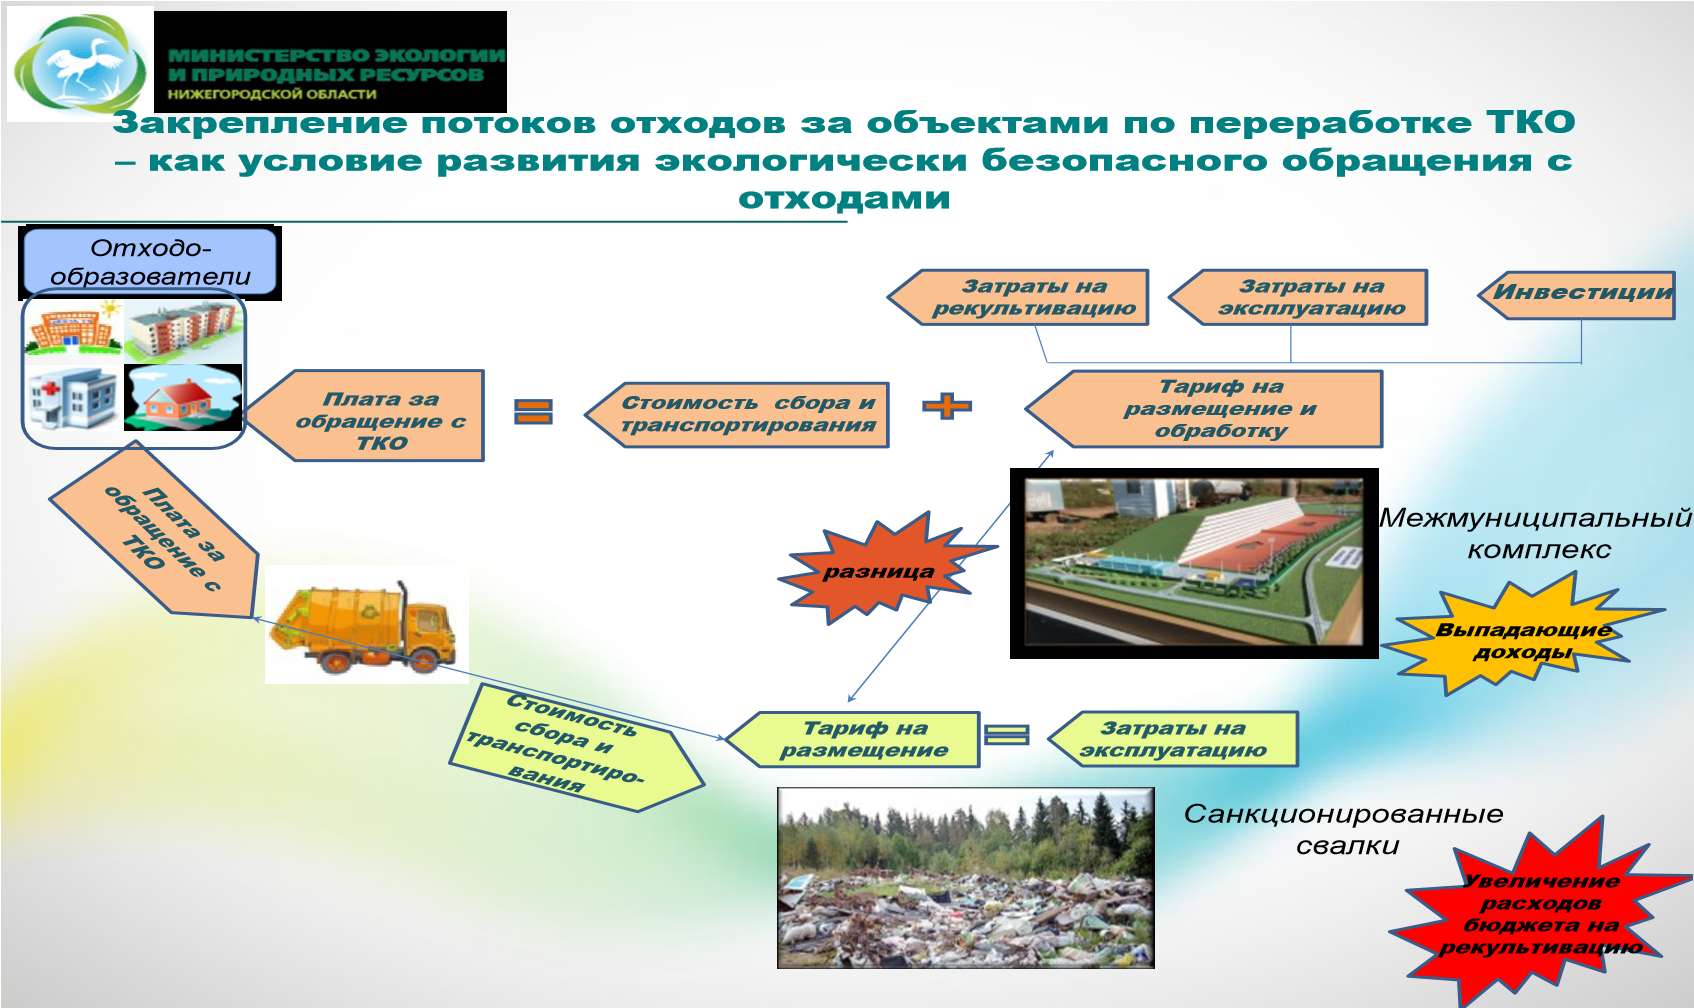 МИНИСТЕРСТВО ЭКОЛОГИИ
И ПРИРОДНЫХ РЕСУРСОВ
НИЖЕГОРОДСКОЙ ОБЛАСТИ
Закрепление потоков отходов за объектами по переработке ТКО
– как условие развития экологически безопасного обращения с
отходами
Отходо-
образователи
Затраты на
рекультивацию
Затраты на
эксплуатацию
Инвестиции
Плата за
обращение с
ТКО
=
Стоимость сбора и
транспортирования
+
Тариф на
размещение и
обработку
Плата за
обращение с
ТКО
разница
Межмуниципальный
комплекс
Выпадающие
доходы
Стоимость
сбора и
транспортиро-
вания
Тариф на
размещение
=
Затраты на
эксплуатацию
Санкционированные
свалки
Увеличение
расходов
бюджета на
рекультивацию